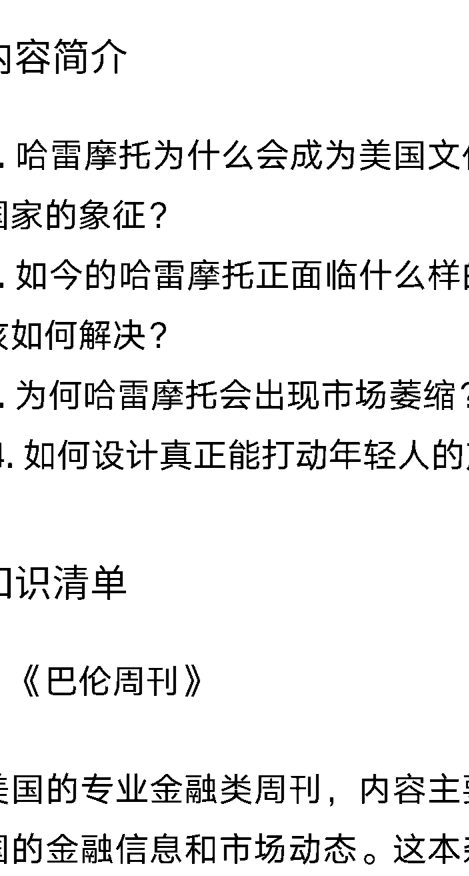 内容简介
. 哈雷摩托为什么会成为美国文
国家的象征？
. 如今的哈雷摩托正面临什么样的
该如何解决？
. 为何哈雷摩托会出现市场萎缩？
4. 如何设计真正能打动年轻人的
知识清单
《巴伦周刊》
美国的专业金融类周刊，内容主要
国的金融信息和市场动态。这本